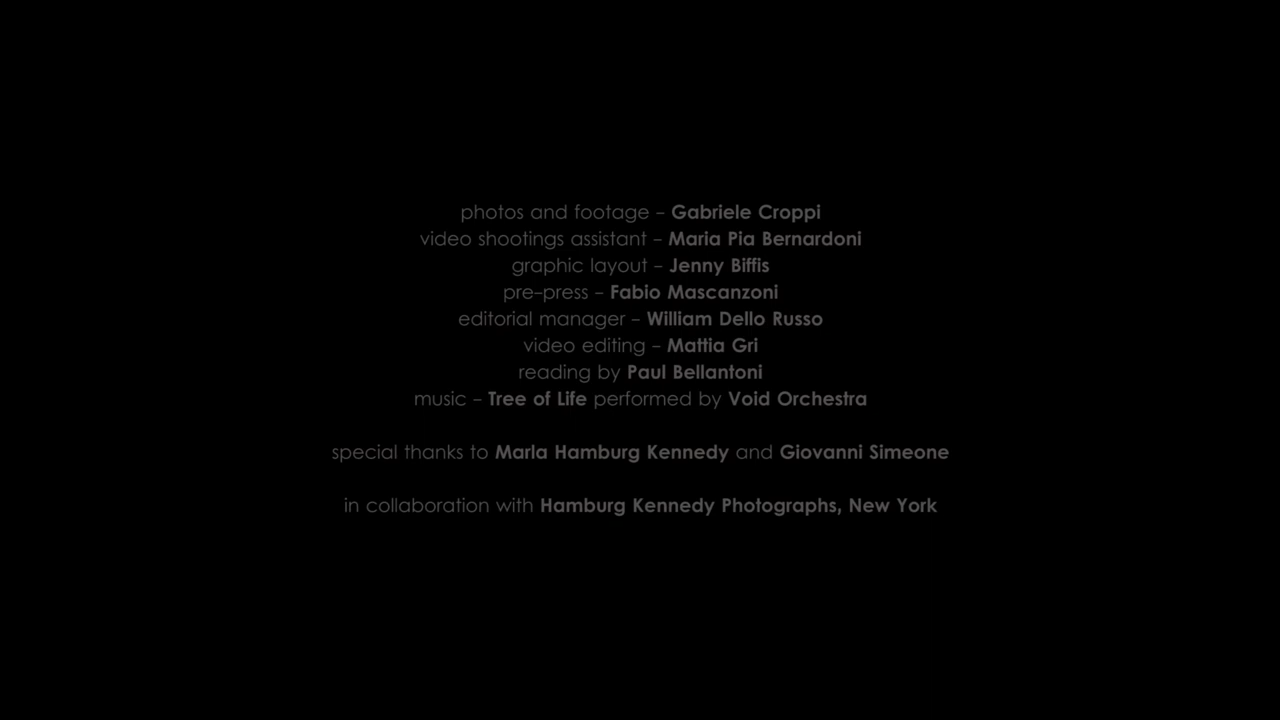 photos and footage - Gabriele Croppi
video shootings assistant - Maria Pia Bernardoni
graphic layout - Jenny Biffis
pre-press - Fabio Mascanzoni
editorial manager - William Dello Russo
video editing - Mattia Gri
reading by Paul Bellantoni
music - Tree of Life performed by Void Orchestra
special thanks to Marla Hamburg Kennedy and Giovanni Simeone
in collaboration with Hamburg Kennedy Photographs, New York